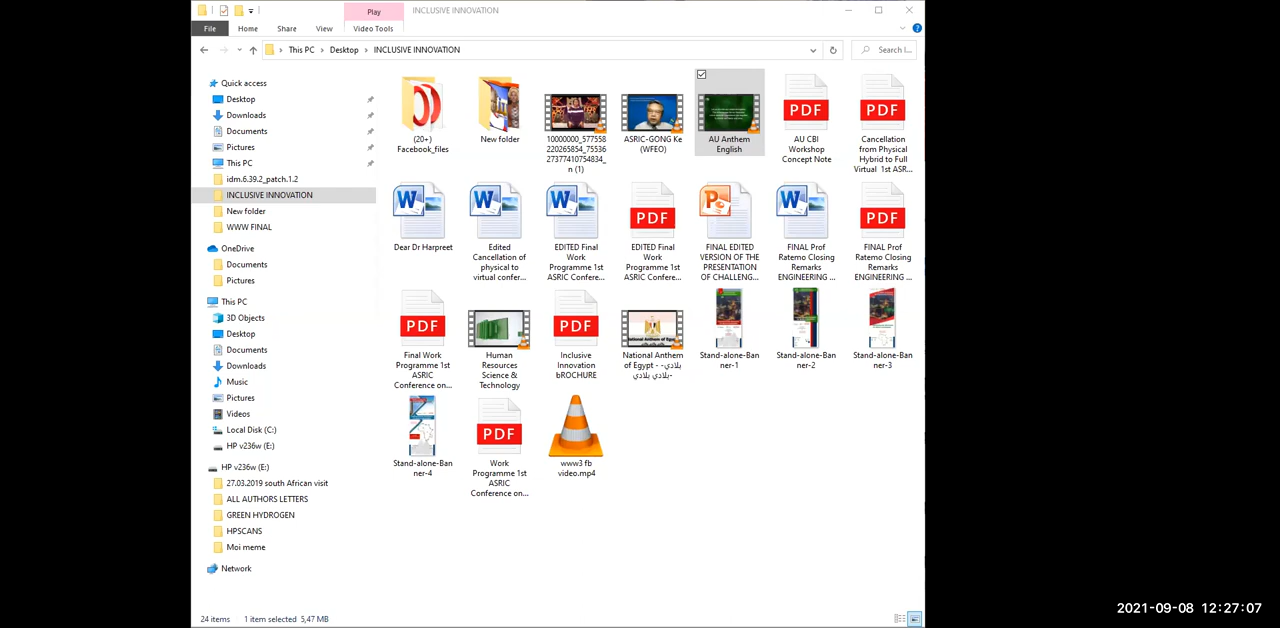 Play
INCLUSIVE INNOVATION
File
Home
Share
View
Video Tools
This PC
Desktop
INCLUSIVE INNOVATION
Search I...
Quick access
Desktop
Downloads
Documents
Pictures
This PC
idm.6.39.2_patch.1.2
INCLUSIVE INNOVATION
New folder
WWW FINAL
OneDrive
Documents
Pictures
This PC
3D Objects
Desktop
Documents
Downloads
Music
Pictures
Videos
Local Disk (C:)
HP v236w (E:)
HP v236w (E:)
27.03.2019 south African visit
ALL AUTHORS LETTERS
GREEN HYDROGEN
HPSCANS
Moi meme
Network
(20+)
Facebook_files
New folder
10000000_577558
220265854_75536
27377410754834_
n (1)
ASRIC-GONG Ke
(WFEO)
AU Anthem
English
PDF
AU CBI
Workshop
Concept Note
PDF
Cancellation
from Physical
Hybrid to Full
Virtual 1st ASR...
Dear Dr Harpreet
Edited
Cancellation of
physical to
virtual confer...
EDITED Final
Work
Programme 1st
ASRIC Confere...
PDF
EDITED Final
Work
Programme 1st
ASRIC Confere...
FINAL EDITED
VERSION OF THE
PRESENTATION
OF CHALLENG...
FINAL Prof
Ratemo Closing
Remarks
ENGINEERING ...
PDF
FINAL Prof
Ratemo Closing
Remarks
ENGINEERING ...
PDF
Final Work
Programme 1st
ASRIC
Conference on...
Human
Resources
Science &
Technology
PDF
Inclusive
Innovation
bROCHURE
National Anthem
of Egypt - -بلادي
بلادي بلادي-
Stand-alone-Ban
ner-1
Stand-alone-Ban
ner-2
Stand-alone-Ban
ner-3
Stand-alone-Ban
ner-4
PDF
Work
Programme 1st
ASRIC
Conference on...
www3 fb
video.mp4
24 items
1 item selected 5,47 MB
2021-09-08 12:27:07